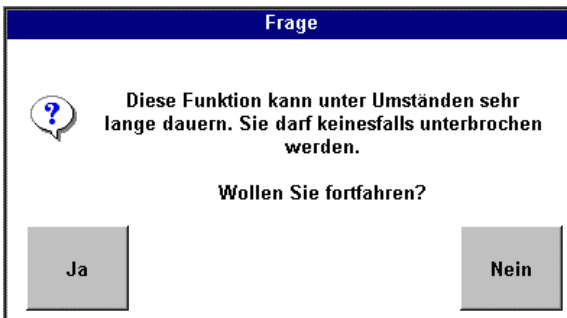 Frage
Diese Funktion kann unter Umständen sehr
lange dauern. Sie darf keinesfalls unterbrochen
werden.
Wollen Sie fortfahren?
Ja
Nein